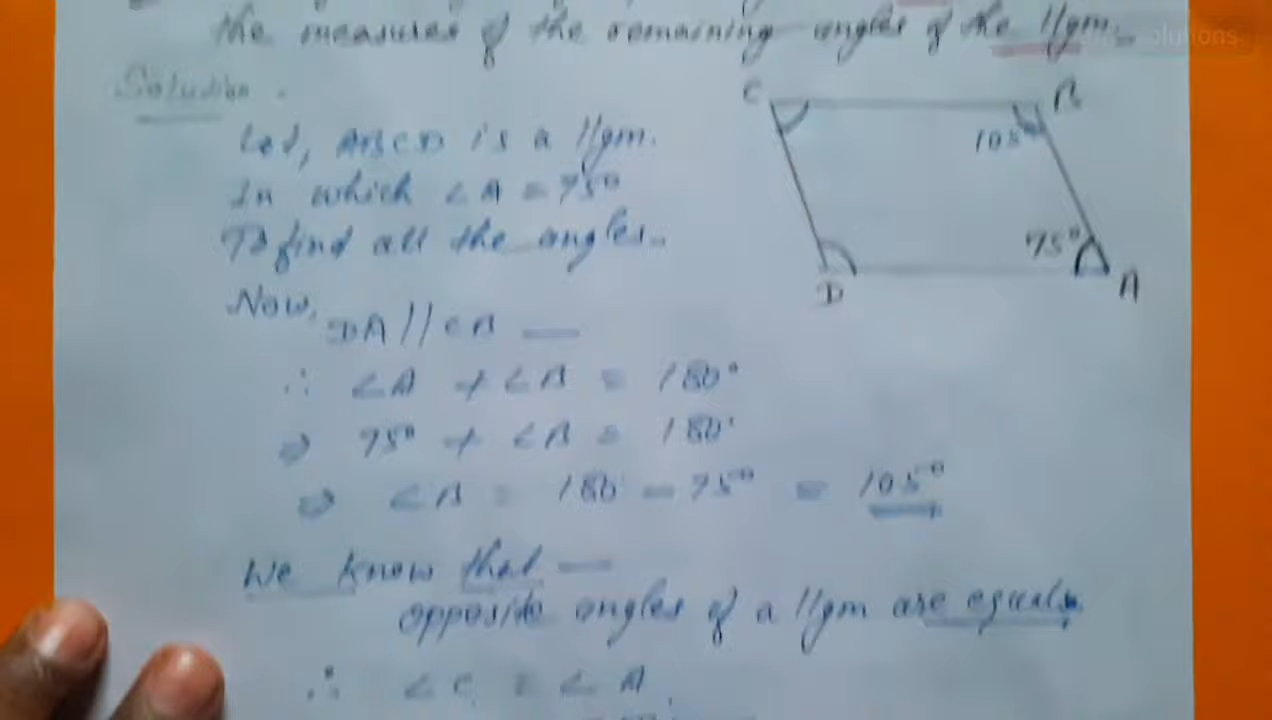 the measures of the remaining angles of the ||gm.
Solution.
Let, ABCD is a ||gm.
In which ∠A = 75°
To find all the angles.
Now,
DA || CB —
∴ ∠A + ∠B = 180°
⇒ 75° + ∠B = 180°
⇒ ∠B = 180 - 75° = 105°
We know that —
opposite angles of a ||gm are equal.
∴ ∠C = ∠A.
C
B
105°
75°
D
A